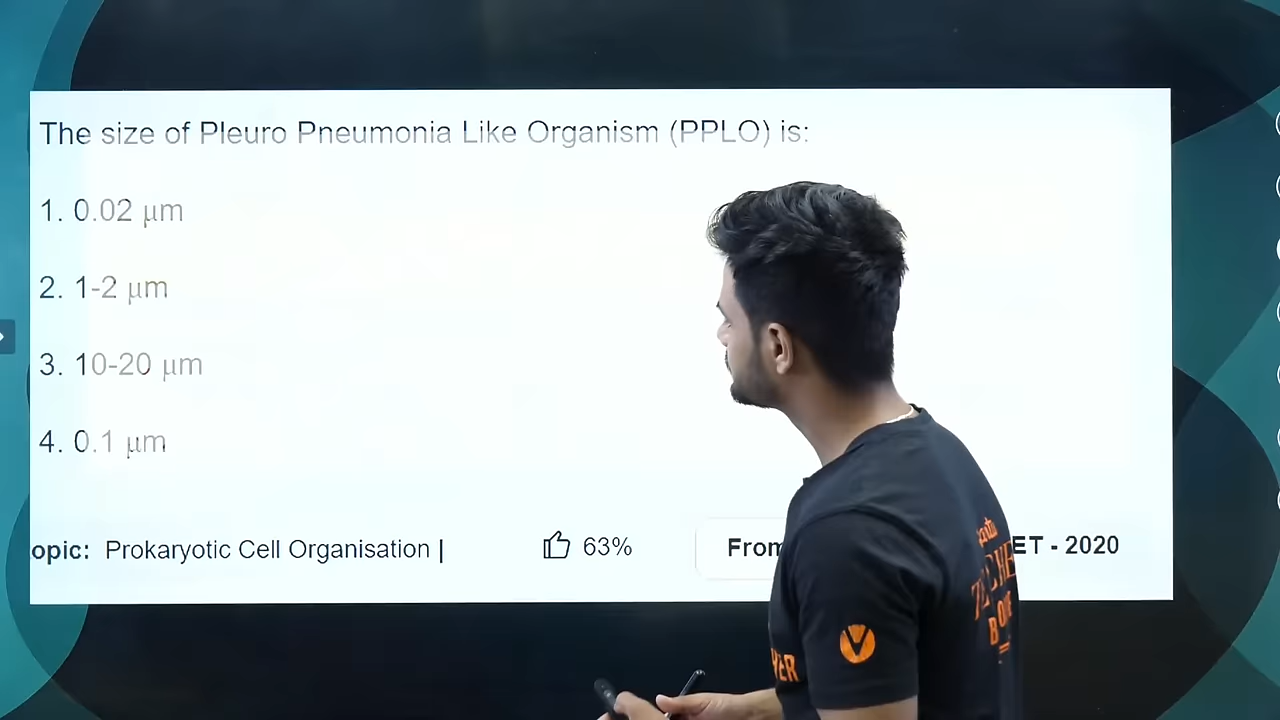 The size of Pleuro Pneumonia Like Organism (PPLO) is:
1. 0.02 μm
2. 1-2 μm
3. 10-20 μm
4. 0.1 μm
opic: Prokaryotic Cell Organisation |
63%
From
ET - 2020
HER